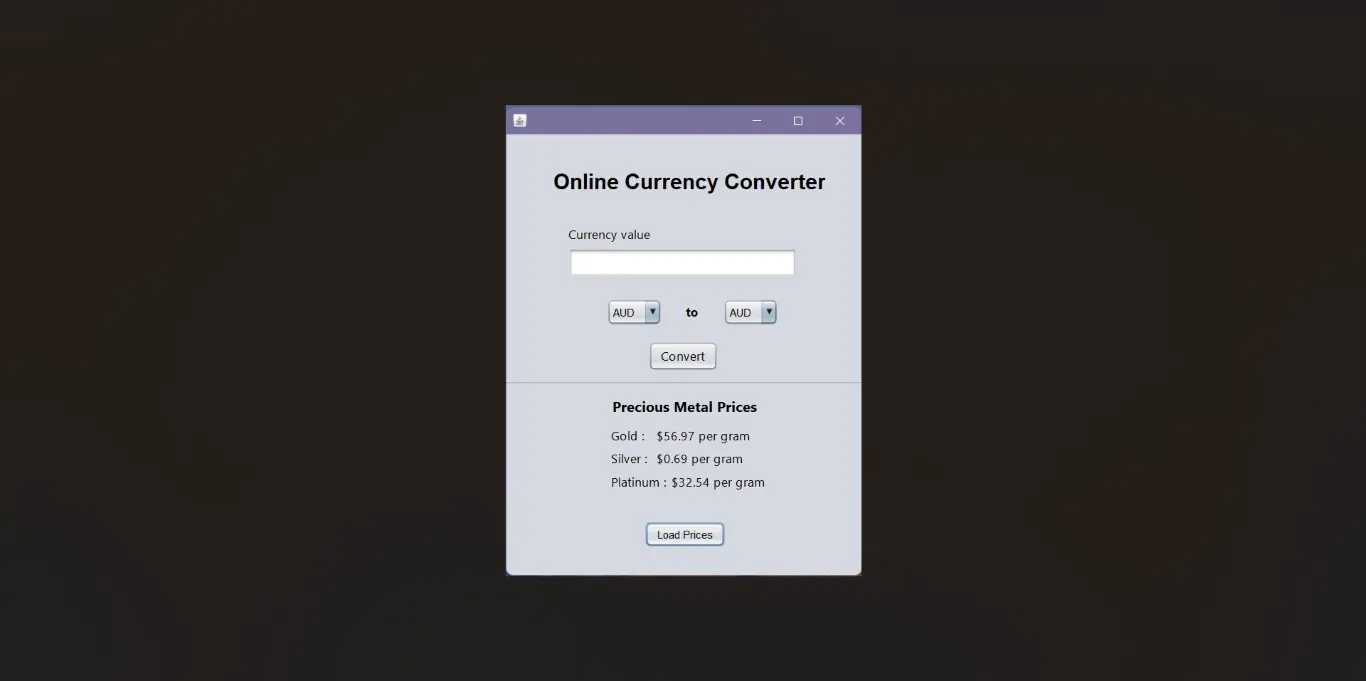 Online Currency Converter
Currency value
AUD to AUD
Convert
Precious Metal Prices
Gold : $56.97 per gram
Silver : $0.69 per gram
Platinum : $32.54 per gram
Load Prices